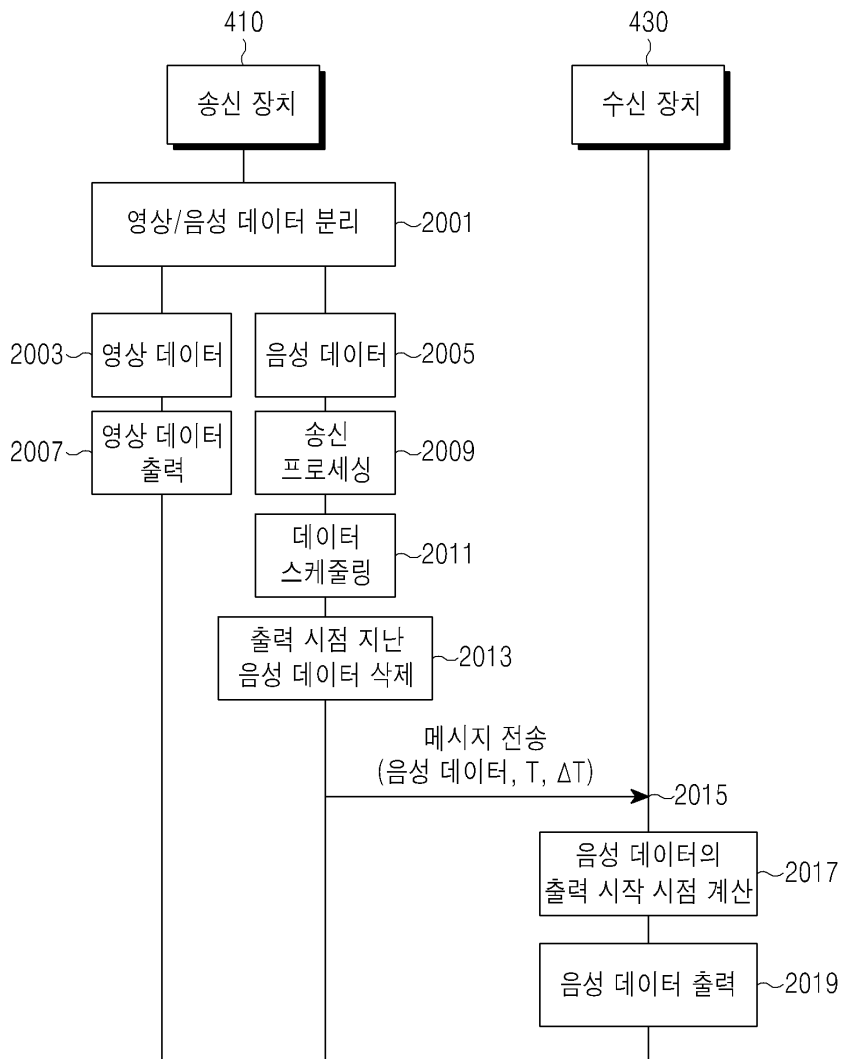 410
430
송신 장치
수신 장치
영상/음성 데이터 분리
2001
2003
영상 데이터
음성 데이터
2005
2007
영상 데이터
출력
송신
프로세싱
2009
데이터
스케줄링
2011
출력 시점 지난
음성 데이터 삭제
2013
메시지 전송
(음성 데이터, T, ΔT)
2015
음성 데이터의
출력 시작 시점 계산
2017
음성 데이터 출력
2019